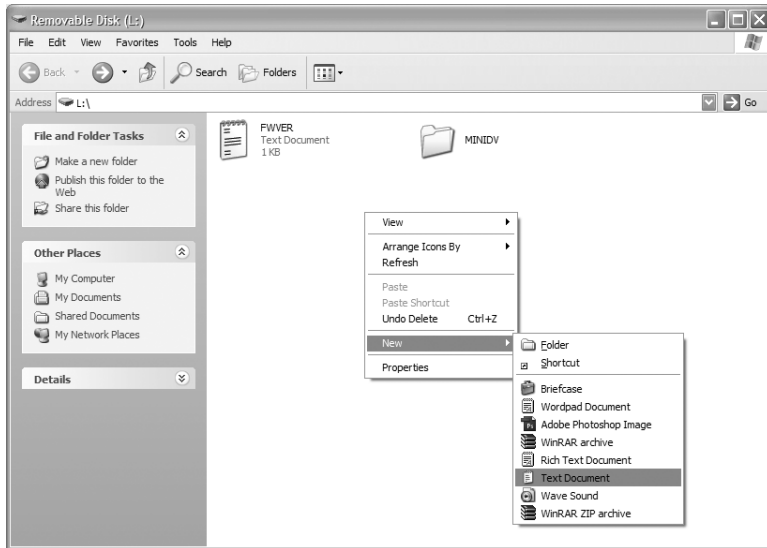 Removable Disk (L:)
File Edit View Favorites Tools Help
Back Search Folders
Address L:\ Go
File and Folder Tasks
Make a new folder
Publish this folder to the
Web
Share this folder
Other Places
My Computer
My Documents
Shared Documents
My Network Places
Details
FWVER
Text Document
1 KB
MINIDV
View
Arrange Icons By
Refresh
Paste
Paste Shortcut
Undo Delete Ctrl+Z
New
Properties
Folder
Shortcut
Briefcase
Wordpad Document
Adobe Photoshop Image
WinRAR archive
Rich Text Document
Text Document
Wave Sound
WinRAR ZIP archive